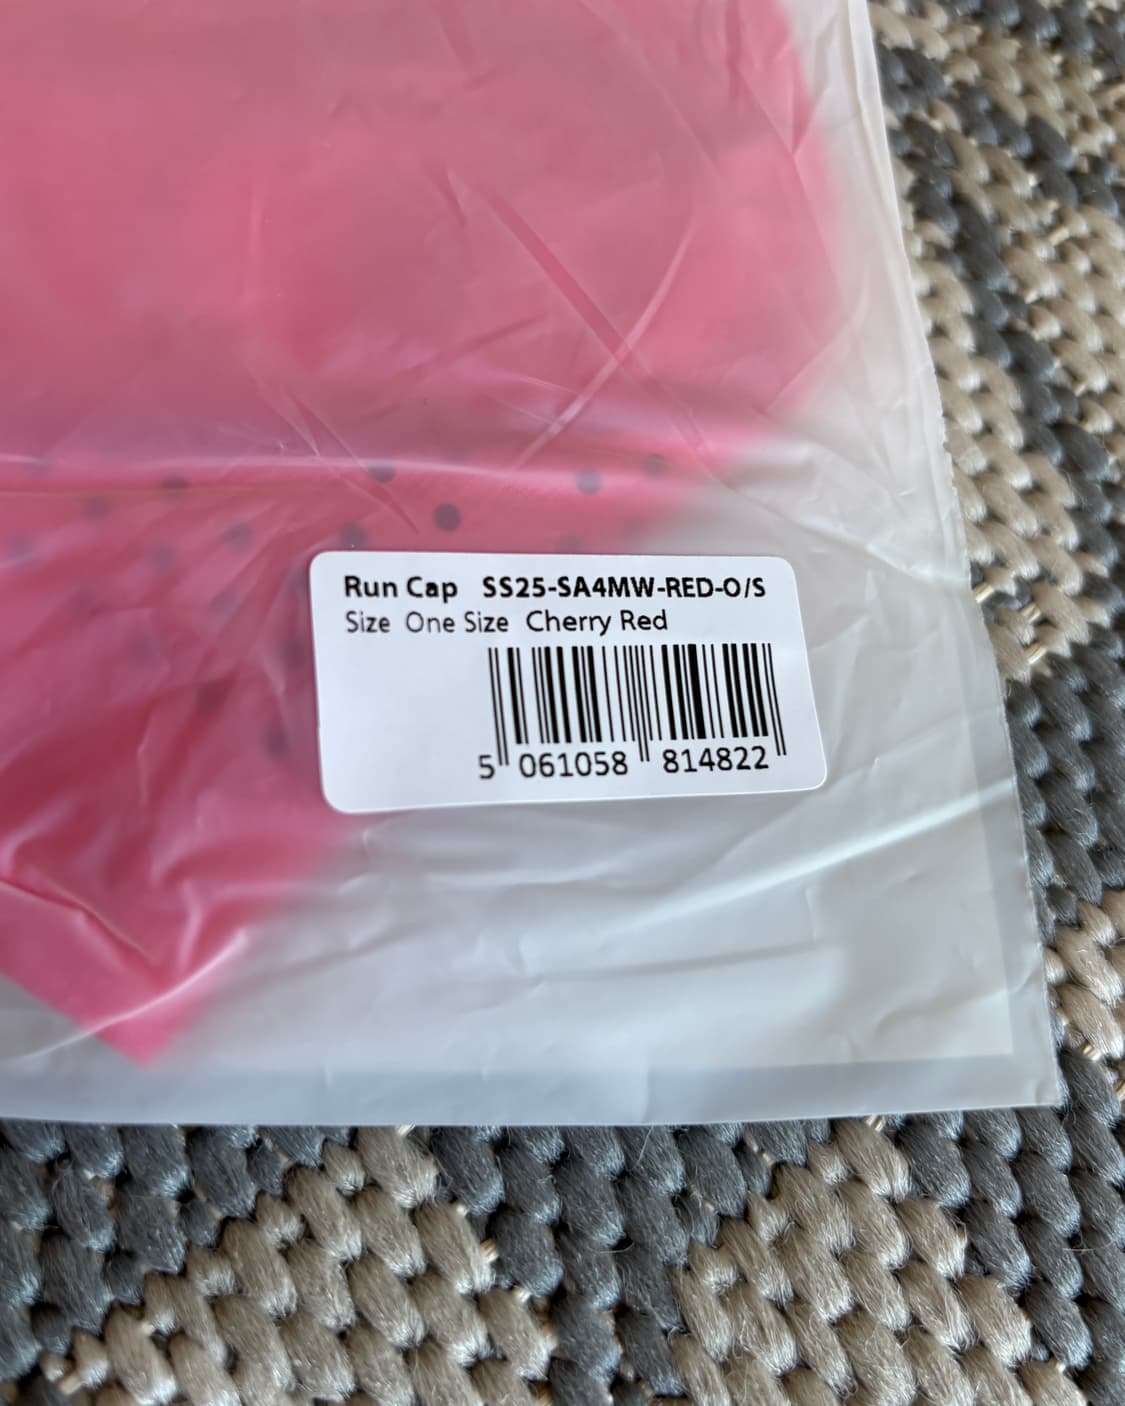 Run Cap SS25-SA4MW-RED-O/S
Size One Size Cherry Red
5 061058 814822